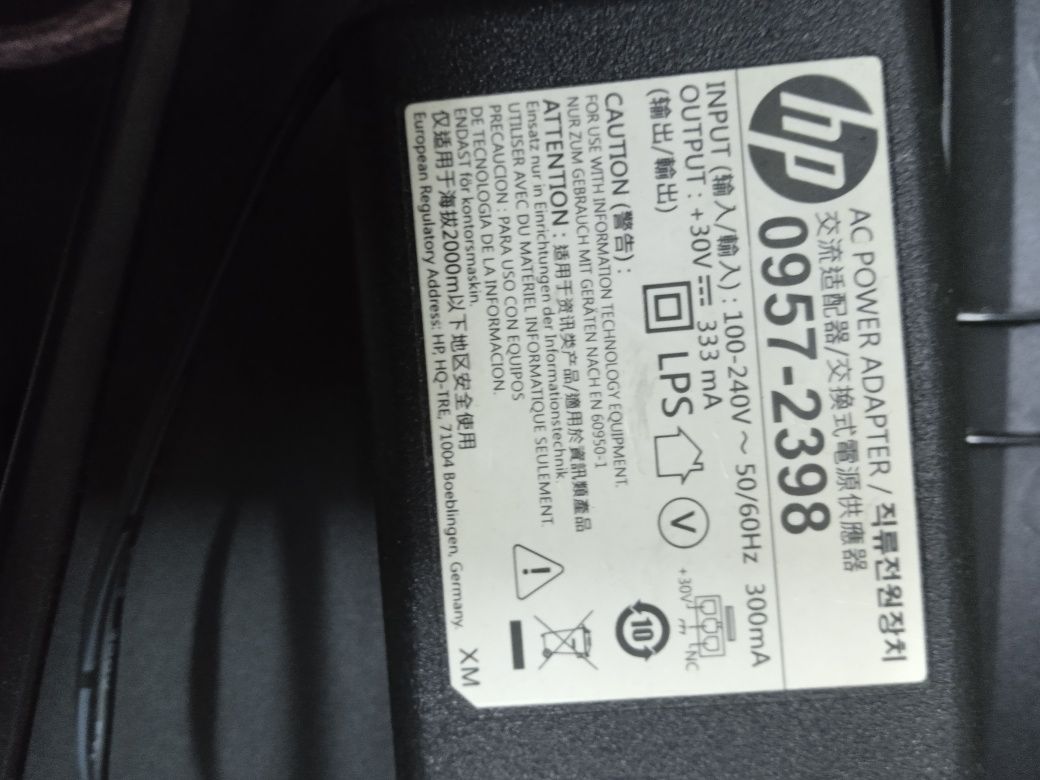 hp
AC POWER ADAPTER / 직류전원장치
交流适配器/交換式電源供應器
0957-2398
INPUT (输入/輸入) : 100-240V～ 50/60Hz 300mA
OUTPUT : +30V⎓ 333 mA
(输出/輸出)
LPS
V
+30V⎓
NC
10
CAUTION (警告) :
FOR USE WITH INFORMATION TECHNOLOGY EQUIPMENT.
NUR ZUM GEBRAUCH MIT GERÄTEN NACH EN 60950-1
ATTENTION : 适用于资讯类产品/適用於資訊類產品
Einsatz nur in Einrichtungen der Informationstechnik.
UTILISER AVEC DU MATERIEL INFORMATIQUE SEULEMENT.
PRECAUCION : PARA USO CON EQUIPOS
DE TECNOLOGIA DE LA INFORMACION.
ENDAST för kontorsmaskin.
仅适用于海拔2000m以下地区安全使用
European Regulatory Address: HP, HQ-TRE, 71004 Boeblingen, Germany.
XM